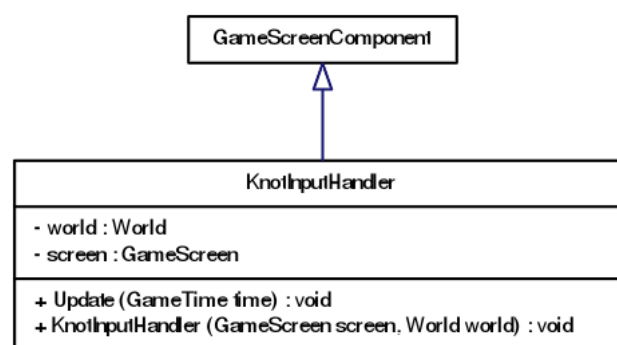 GameScreenComponent
KnotInputHandler
- world : World
- screen : GameScreen
+ Update (GameTime time) : void
+ KnotInputHandler (GameScreen screen, World world) : void